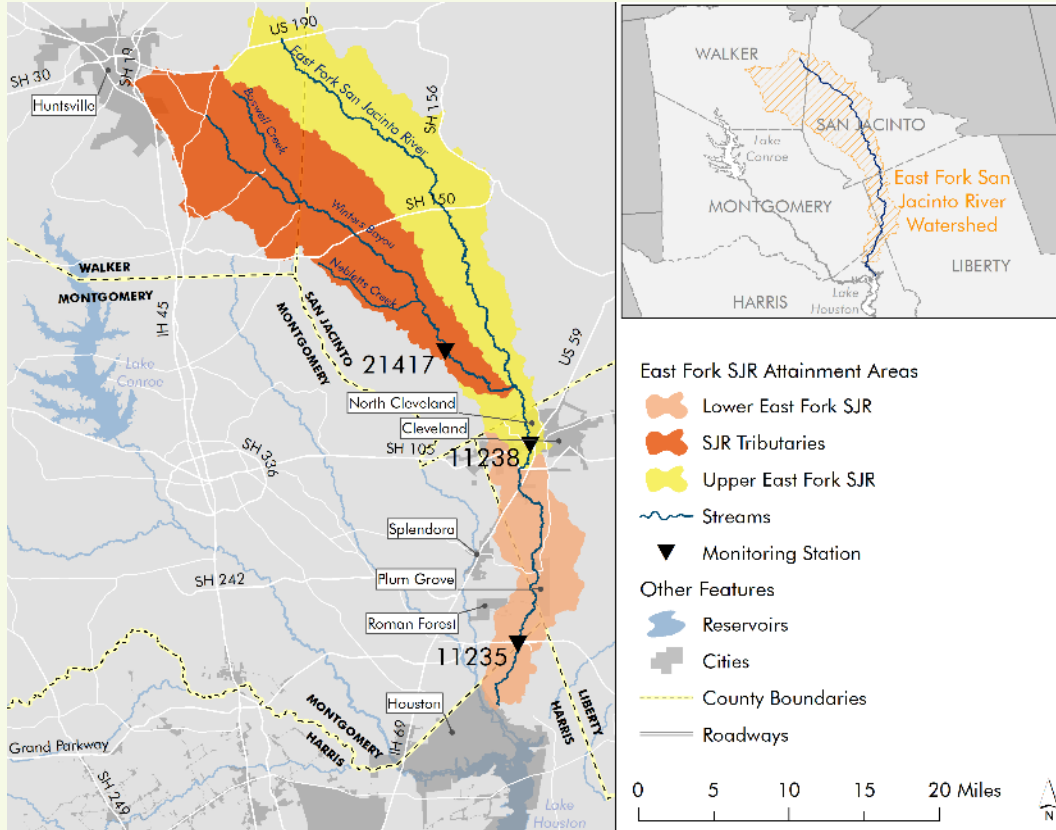 US 190
SH 19
SH 30
Huntsville
East Fork San Jacinto River
Boswell Creek
SH 156
SH 150
Winters Bayou
Nebletts Creek
WALKER
MONTGOMERY
SAN JACINTO
MONTGOMERY
IH 45
Lake
Conroe
21417
US 59
North Cleveland
Cleveland
SH 105
11238
SH 336
Splendora
Plum Grove
SH 242
Roman Forest
11235
Houston
MONTGOMERY
HARRIS
IH 69
LIBERTY
HARRIS
Grand Parkway
SH 249
Lake
Houston
WALKER
SAN JACINTO
Lake
Conroe
MONTGOMERY
East Fork San
Jacinto River
Watershed
LIBERTY
HARRIS
Lake
Houston
East Fork SJR Attainment Areas
Lower East Fork SJR
SJR Tributaries
Upper East Fork SJR
Streams
Monitoring Station
Other Features
Reservoirs
Cities
County Boundaries
Roadways
0 5 10 15 20 Miles
N